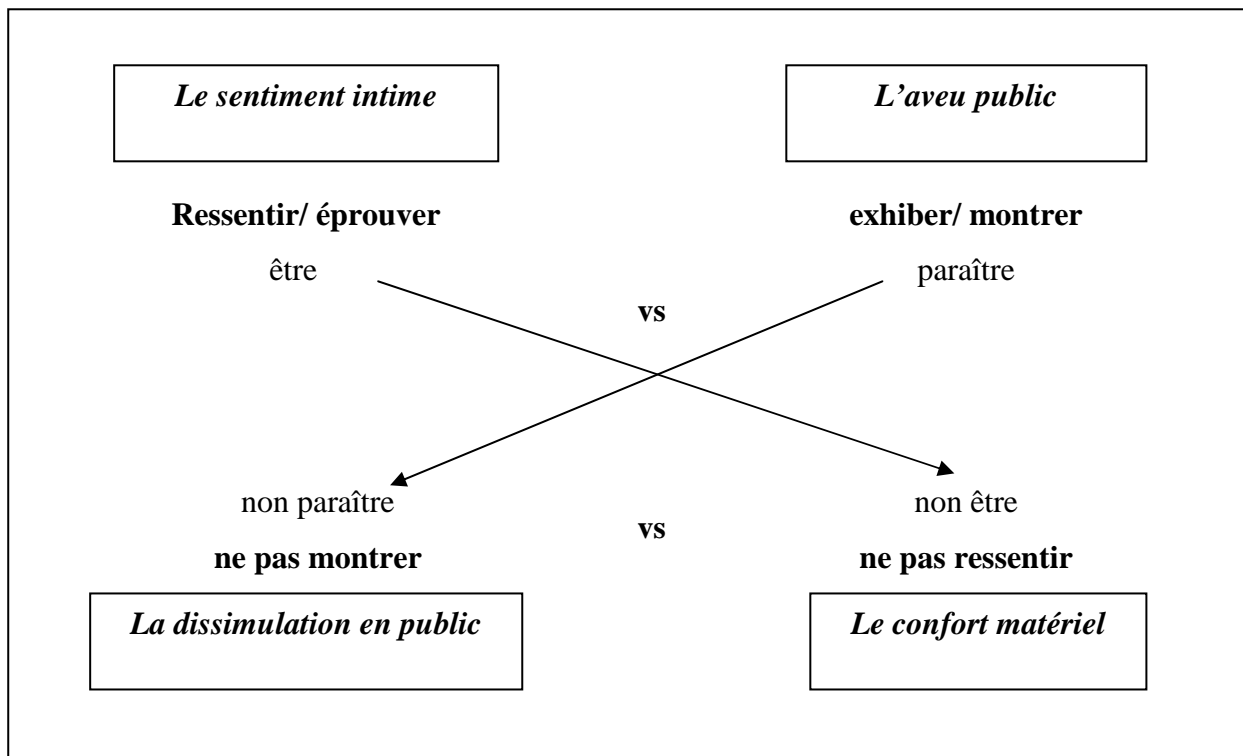 Le sentiment intime
L’aveu public
Ressentir/ éprouver
exhiber/ montrer
être
paraître
vs
non paraître
non être
vs
ne pas montrer
ne pas ressentir
La dissimulation en public
Le confort matériel